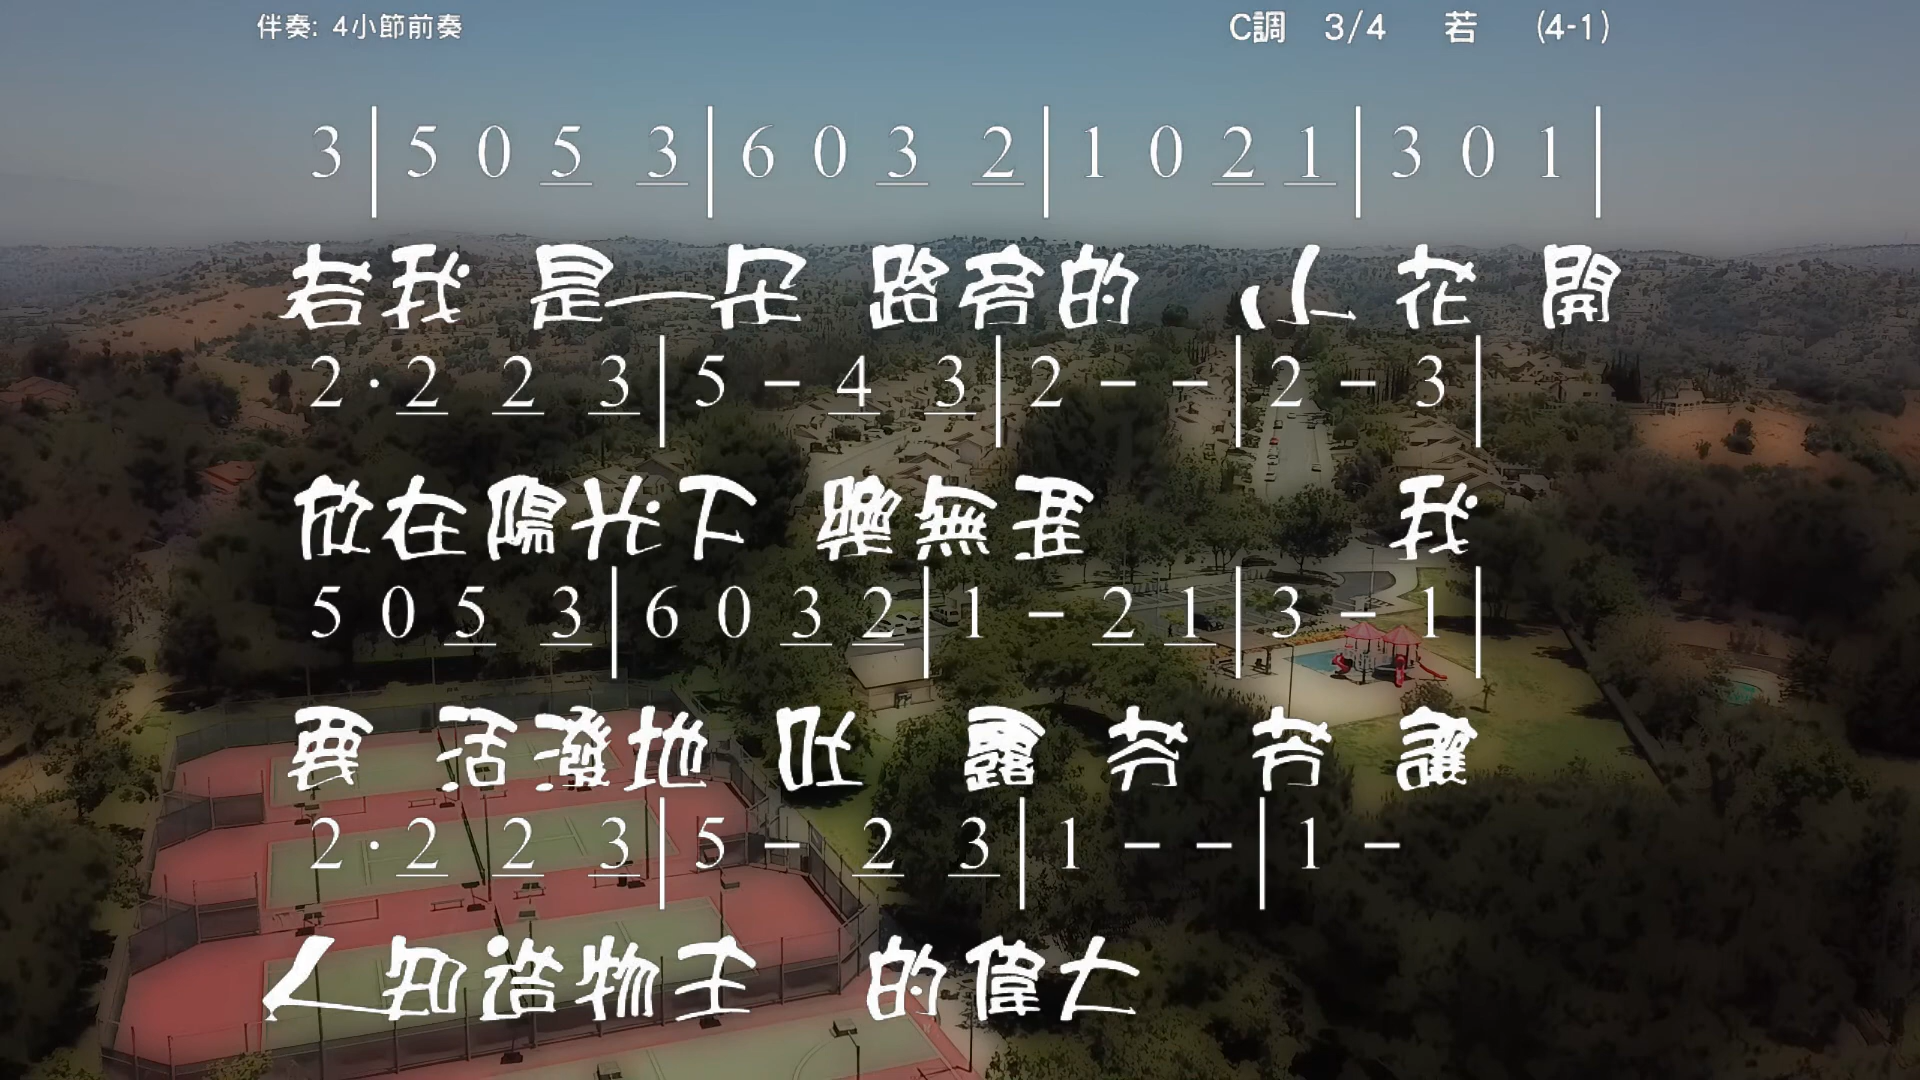 伴奏: 4小節前奏 C調 3/4 若 (4-1)
3 | 5 0 5 3 | 6 0 3 2 | 1 0 2 1 | 3 0 1 |
若我 是一朵 路旁的 小 花 開
2 · 2 2 3 | 5 – 4 3 | 2 – – | 2 – 3 |
放在陽光下 樂無涯 我
5 0 5 3 | 6 0 3 2 | 1 – 2 1 | 3 – 1 |
要 活潑地 吐 露 芬 芳 讓
2 · 2 2 3 | 5 – 2 3 | 1 – – | 1 –
人知造物主 的偉大